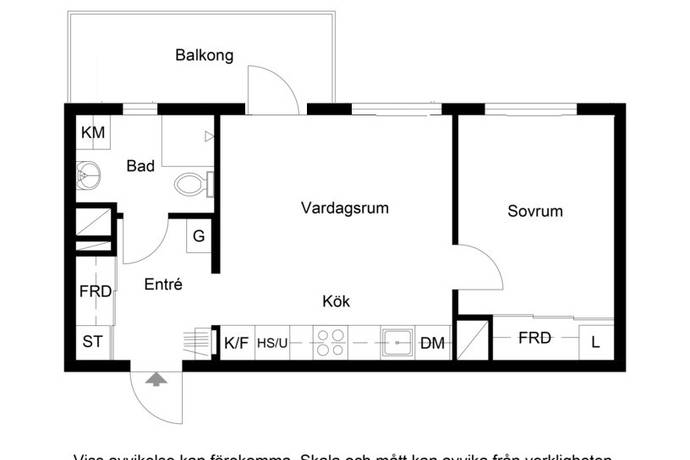 Balkong
KM
Bad
Vardagsrum
Sovrum
G
Entré
FRD
Kök
ST
K/F
HS/U
DM
FRD
L
Viss avvikelse kan förekomma. Skala och mått kan avvika från verkligheten